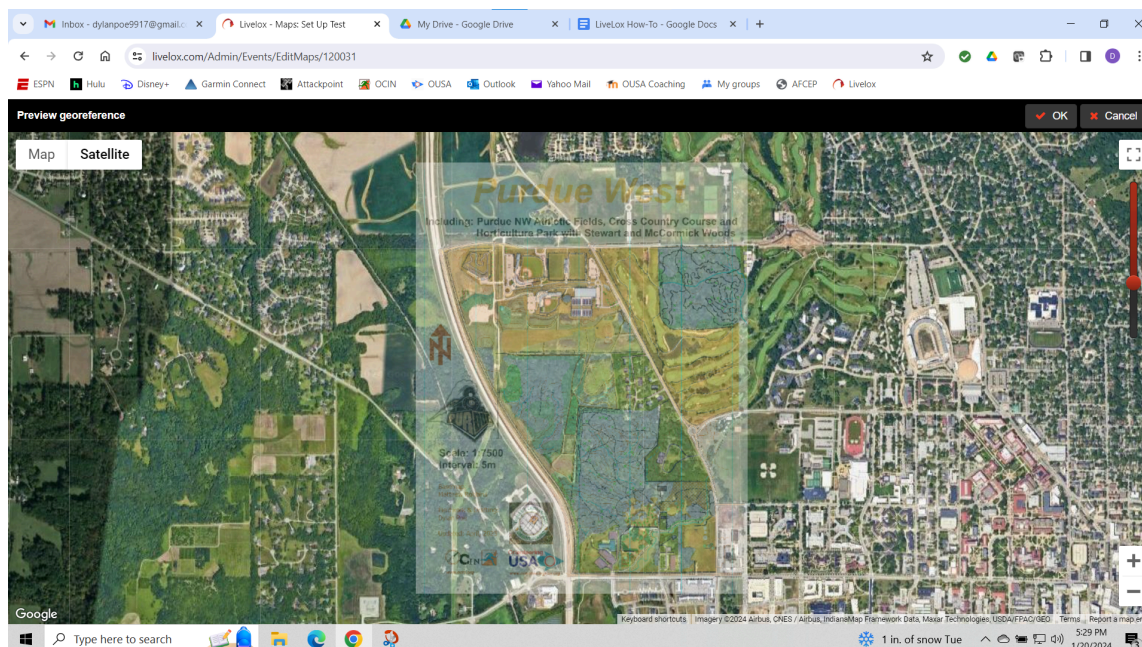 Inbox - dylanpoe9917@gmail.c
Livelox - Maps: Set Up Test
My Drive - Google Drive
LiveLox How-To - Google Docs
livelox.com/Admin/Events/EditMaps/120031
ESPN
Hulu
Disney+
Garmin Connect
Attackpoint
OCIN
OUSA
Outlook
Yahoo Mail
OUSA Coaching
My groups
AFCEP
Livelox
Preview georeference
OK
Cancel
Map
Satellite
Purdue West
Including: Purdue NW Athletic Fields, Cross Country Course and
Horticulture Park with Stewart and McCormick Woods
Scale: 1:7500
Interval: 5m
USA
Google
Keyboard shortcuts
Imagery ©2024 Airbus, CNES / Airbus, IndianaMap Framework Data, Maxar Technologies, USDA/FPAC/GEO
Terms
Report a map er
Type here to search
1 in. of snow Tue
5:29 PM
1/20/2024